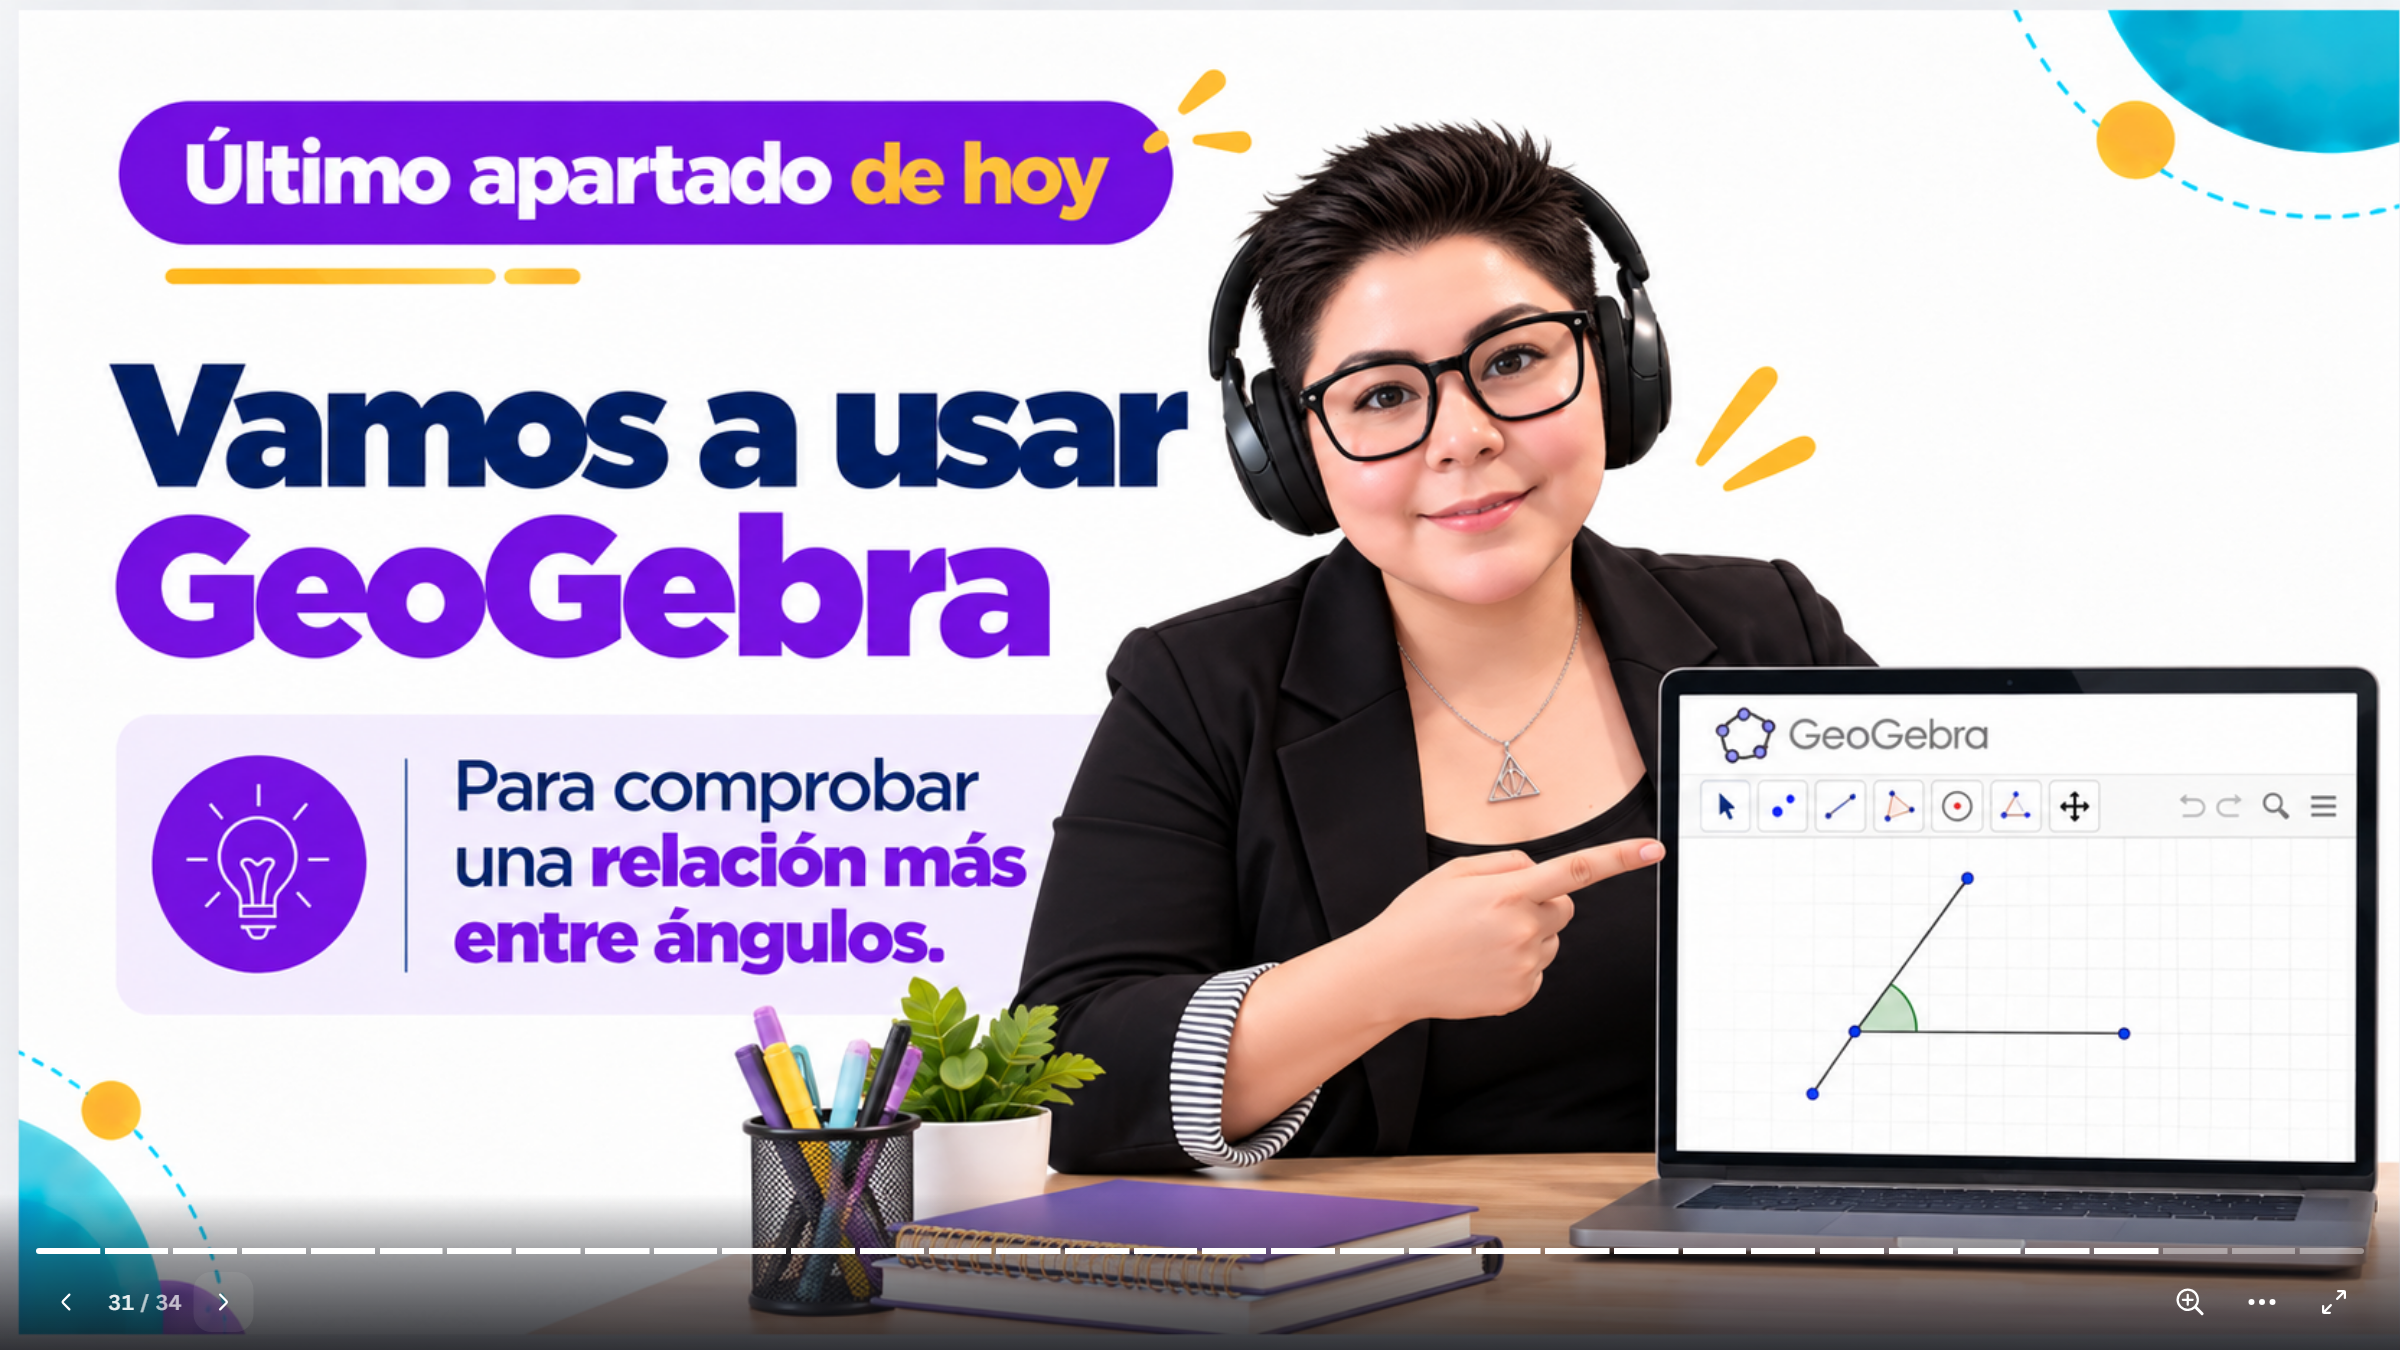 Último apartado de hoy
Vamos a usar
GeoGebra
Para comprobar
una relación más
entre ángulos.
GeoGebra
31 / 34